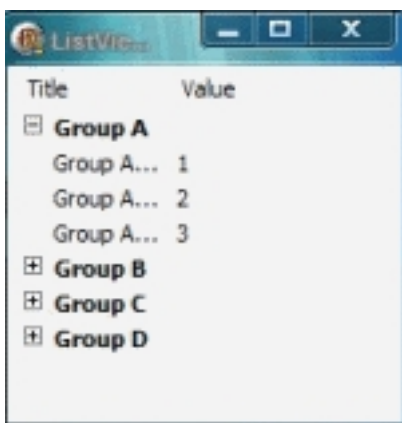 ListVie...
Title Value
Group A
Group A... 1
Group A... 2
Group A... 3
Group B
Group C
Group D